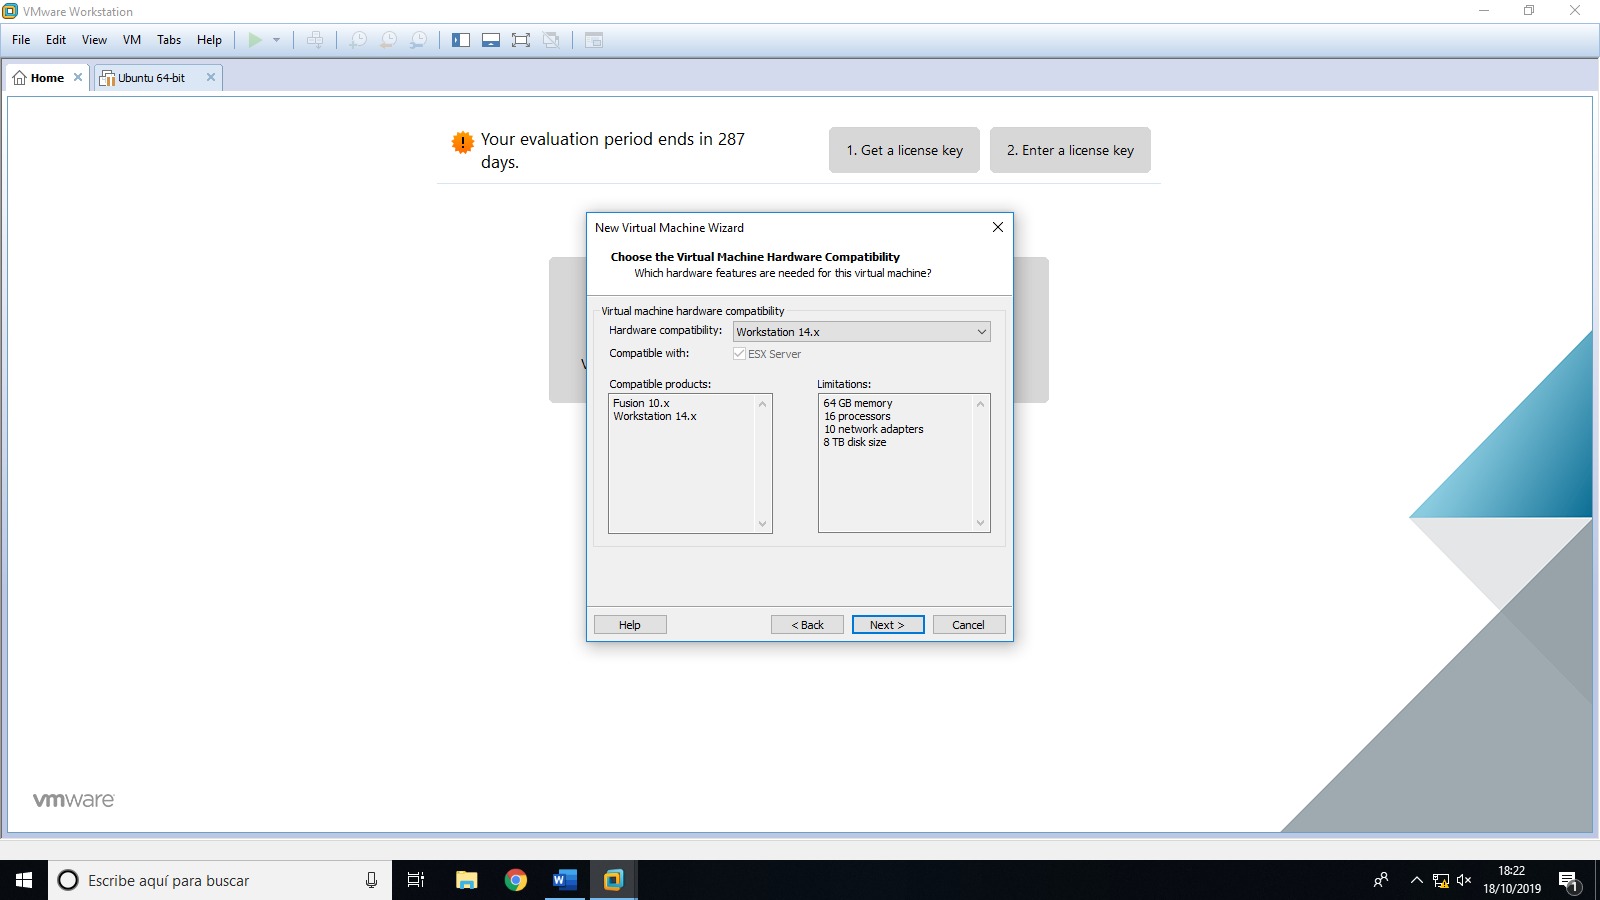 VMware Workstation
File Edit View VM Tabs Help
Home Ubuntu 64-bit
! Your evaluation period ends in 287
days.
1. Get a license key
2. Enter a license key
New Virtual Machine Wizard
Choose the Virtual Machine Hardware Compatibility
Which hardware features are needed for this virtual machine?
Virtual machine hardware compatibility
Hardware compatibility: Workstation 14.x
Compatible with: ESX Server
Compatible products:
Fusion 10.x
Workstation 14.x
Limitations:
64 GB memory
16 processors
10 network adapters
8 TB disk size
Help < Back Next > Cancel
vmware
Escribe aquí para buscar
18:22
18/10/2019
1